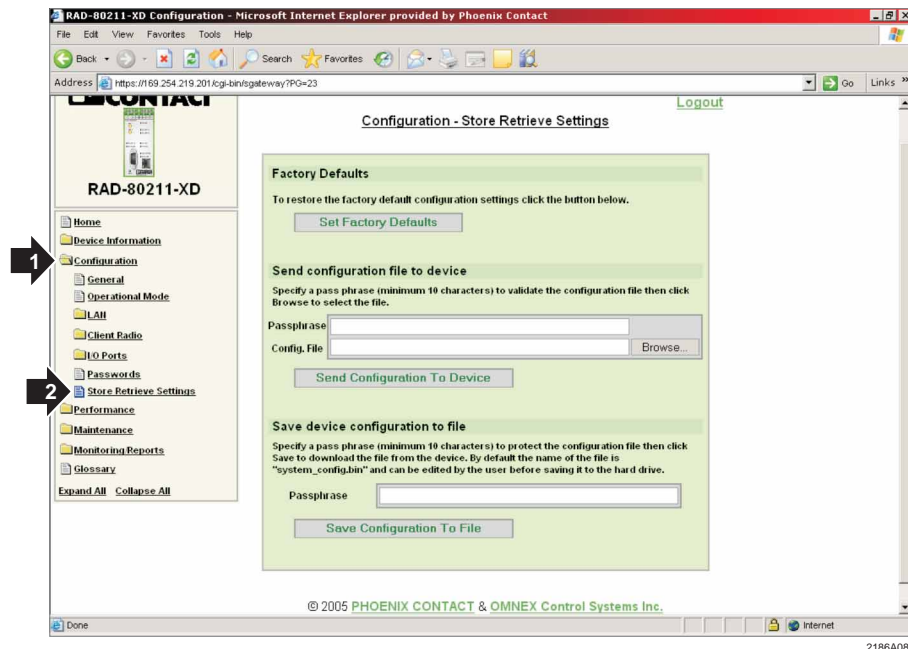 RAD-80211-XD Configuration - Microsoft Internet Explorer provided by Phoenix Contact
File Edit View Favorites Tools Help
Back Search Favorites
Address https://169.254.219.201/cgi-bin/sgateway?PG=23 Go Links »
CONTACT
Logout
Configuration - Store Retrieve Settings
RAD-80211-XD
Home
Device Information
1
Configuration
General
Operational Mode
LAN
Client Radio
I/O Ports
Passwords
2
Store Retrieve Settings
Performance
Maintenance
Monitoring/Reports
Glossary
Expand All Collapse All
Factory Defaults
To restore the factory default configuration settings click the button below.
Set Factory Defaults
Send configuration file to device
Specify a pass phrase (minimum 10 characters) to validate the configuration file then click
Browse to select the file.
Passphrase
Config. File Browse...
Send Configuration To Device
Save device configuration to file
Specify a pass phrase (minimum 10 characters) to protect the configuration file then click
Save to download the file from the device. By default the name of the file is
"system_config.bin" and can be edited by the user before saving it to the hard drive.
Passphrase
Save Configuration To File
© 2005 PHOENIX CONTACT & OMNEX Control Systems Inc.
Done Internet
2186A08